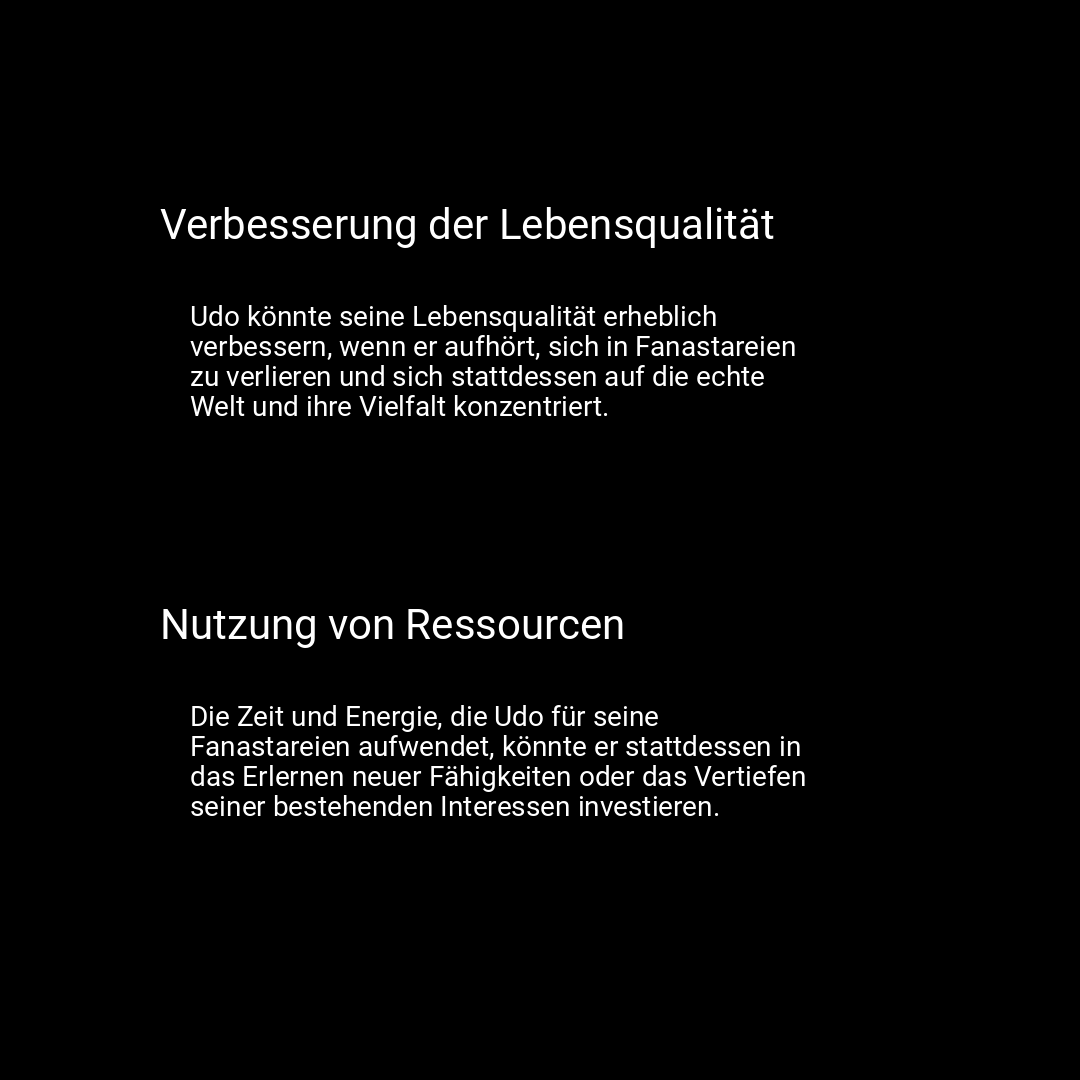 Verbesserung der Lebensqualität
Udo könnte seine Lebensqualität erheblich
verbessern, wenn er aufhört, sich in Fanastareien
zu verlieren und sich stattdessen auf die echte
Welt und ihre Vielfalt konzentriert.
Nutzung von Ressourcen
Die Zeit und Energie, die Udo für seine
Fanastareien aufwendet, könnte er stattdessen in
das Erlernen neuer Fähigkeiten oder das Vertiefen
seiner bestehenden Interessen investieren.